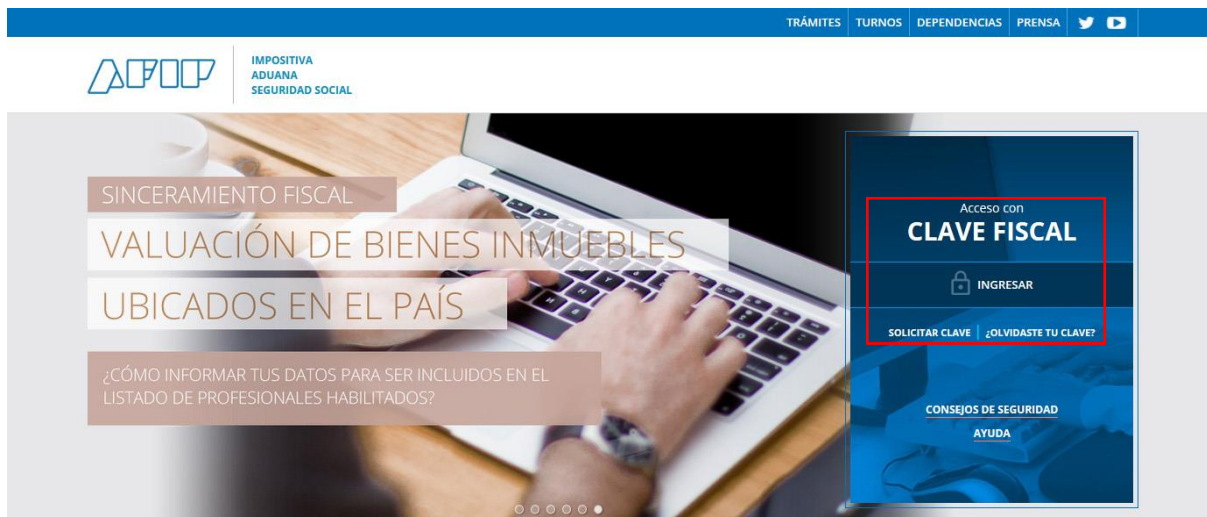 TRÁMITES TURNOS DEPENDENCIAS PRENSA
AFIP
IMPOSITIVA
ADUANA
SEGURIDAD SOCIAL
SINCERAMIENTO FISCAL
VALUACIÓN DE BIENES INMUEBLES
UBICADOS EN EL PAÍS
¿CÓMO INFORMAR TUS DATOS PARA SER INCLUIDOS EN EL
LISTADO DE PROFESIONALES HABILITADOS?
Acceso con
CLAVE FISCAL
INGRESAR
SOLICITAR CLAVE ¿OLVIDASTE TU CLAVE?
CONSEJOS DE SEGURIDAD
AYUDA